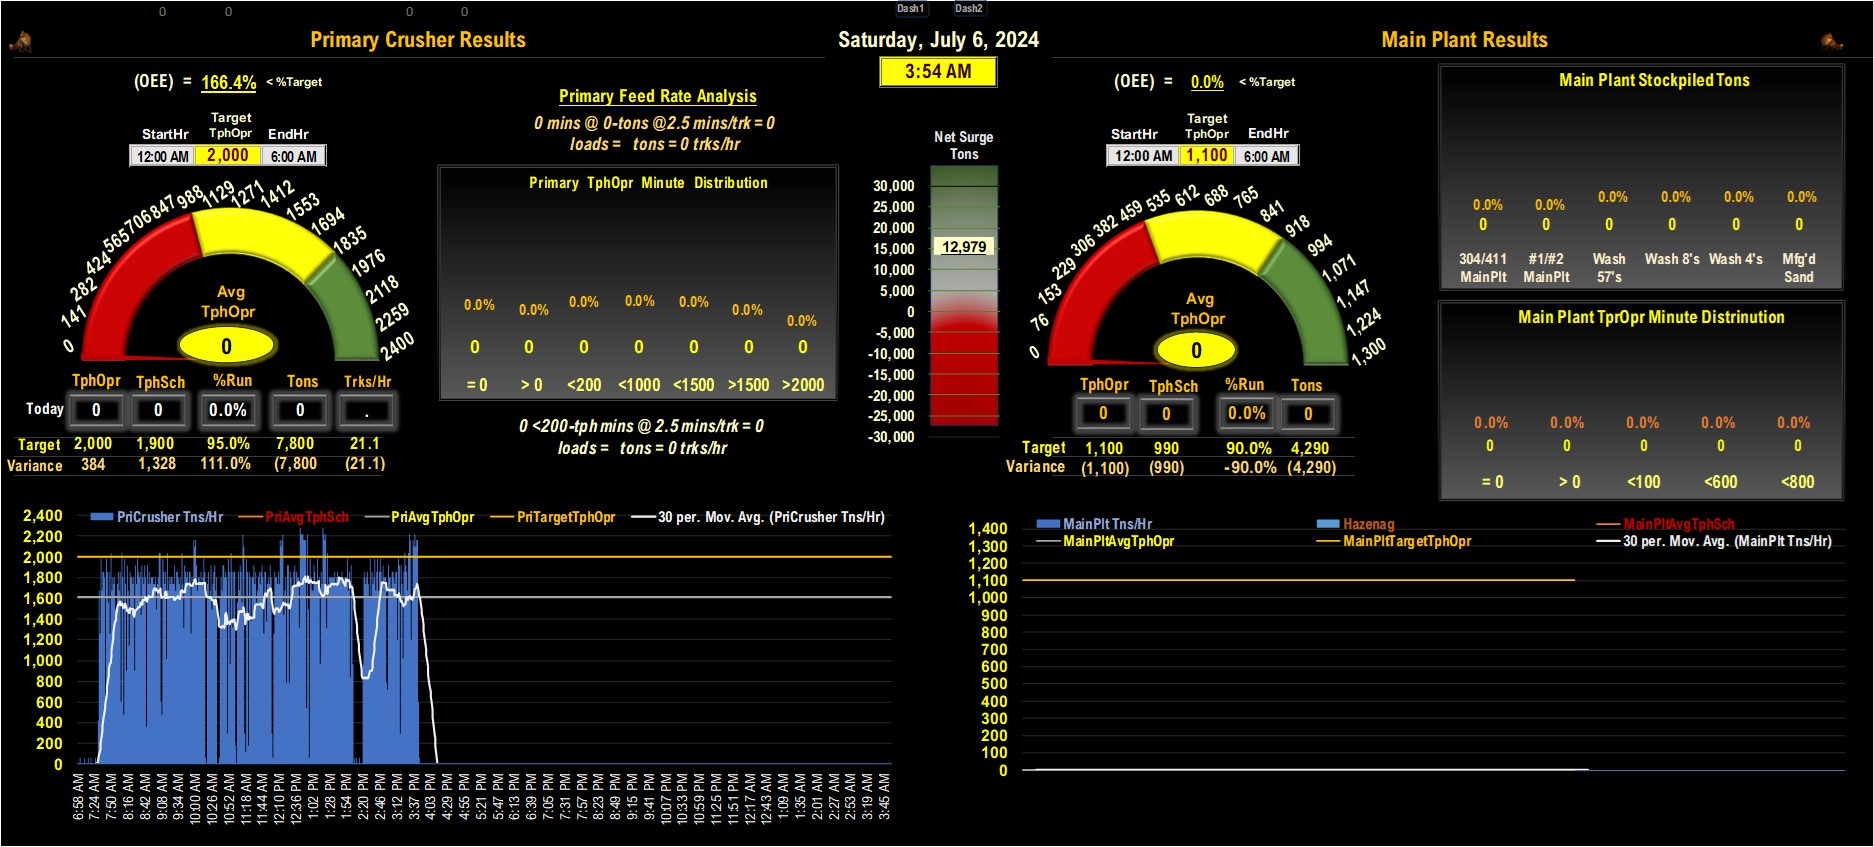 0 0 0 0 Dash1 Dash2
Primary Crusher Results
Saturday, July 6, 2024
Main Plant Results
3:54 AM
(OEE) = 166.4% < %Target
Target
StartHr TphOpr EndHr
12:00 AM 2,000 6:00 AM
988 1129 1271 1412
847 1553
706 1694
565 1835
424 1976
282 2118
141 2259
0 2400
Avg
TphOpr
0
TphOpr TphSch %Run Tons Trks/Hr
Today 0 0 0.0% 0 .
Target 2,000 1,900 95.0% 7,800 21.1
Variance 384 1,328 111.0% (7,800 (21.1)
Primary Feed Rate Analysis
0 mins @ 0-tons @2.5 mins/trk = 0
loads = tons = 0 trks/hr
Primary TphOpr Minute Distribution
0.0% 0.0% 0.0% 0.0% 0.0% 0.0% 0.0%
0 0 0 0 0 0 0
= 0 > 0 <200 <1000 <1500 >1500 >2000
0 <200-tph mins @ 2.5 mins/trk = 0
loads = tons = 0 trks/hr
Net Surge
Tons
30,000
25,000
20,000
15,000
12,979
10,000
5,000
0
-5,000
-10,000
-15,000
-20,000
-25,000
-30,000
(OEE) = 0.0% < %Target
Target
StartHr TphOpr EndHr
12:00 AM 1,100 6:00 AM
535 612 688 765
459 841
382 918
306 994
229 1,071
153 1,147
76 1,224
0 1,300
Avg
TphOpr
0
TphOpr TphSch %Run Tons
0 0 0.0% 0
Target 1,100 990 90.0% 4,290
Variance (1,100) (990) -90.0% (4,290)
Main Plant Stockpiled Tons
0.0% 0.0% 0.0% 0.0% 0.0% 0.0%
0 0 0 0 0 0
304/411 #1/#2 Wash Wash 8's Wash 4's Mfg'd
MainPlt MainPlt 57's Sand
Main Plant TprOpr Minute Distrinution
0.0% 0.0% 0.0% 0.0% 0.0%
0 0 0 0 0
= 0 > 0 <100 <600 <800
PriCrusher Tns/Hr PriAvgTphSch PriAvgTphOpr PriTargetTphOpr 30 per. Mov. Avg. (PriCrusher Tns/Hr)
2,400
2,200
2,000
1,800
1,600
1,400
1,200
1,000
800
600
400
200
0
6:58 AM
7:24 AM
7:50 AM
8:16 AM
8:42 AM
9:08 AM
9:34 AM
10:00 AM
10:26 AM
10:52 AM
11:18 AM
11:44 AM
12:10 PM
12:36 PM
1:02 PM
1:28 PM
1:54 PM
2:20 PM
2:46 PM
3:12 PM
3:37 PM
4:03 PM
4:29 PM
4:55 PM
5:21 PM
5:47 PM
6:13 PM
6:39 PM
7:05 PM
7:31 PM
7:57 PM
8:23 PM
8:49 PM
9:15 PM
9:41 PM
10:07 PM
10:33 PM
10:59 PM
11:25 PM
11:51 PM
12:17 AM
12:43 AM
1:09 AM
1:35 AM
2:01 AM
2:27 AM
2:53 AM
3:19 AM
3:45 AM
MainPlt Tns/Hr Hazenag MainPltAvgTphSch
MainPltAvgTphOpr MainPltTargetTphOpr 30 per. Mov. Avg. (MainPlt Tns/Hr)
1,400
1,300
1,200
1,100
1,000
900
800
700
600
500
400
300
200
100
0